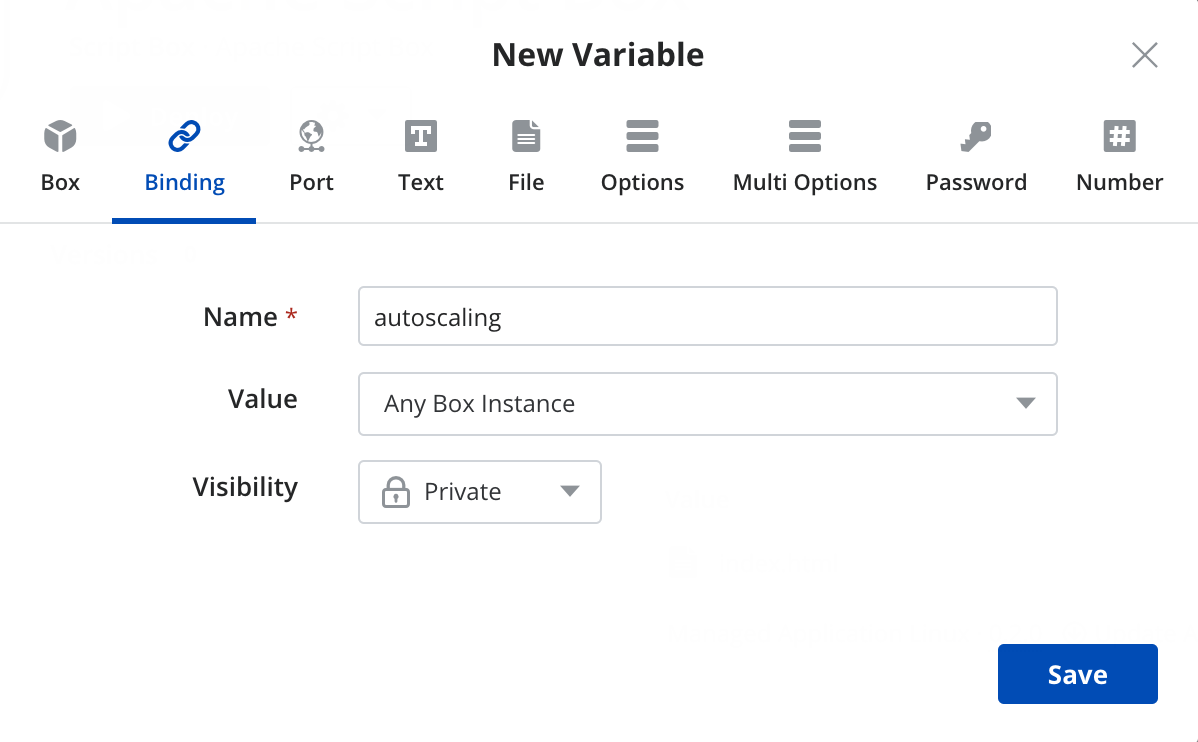 New Variable
Box Binding Port Text File Options Multi Options Password Number
Name * autoscaling
Value Any Box Instance
Visibility Private
Save